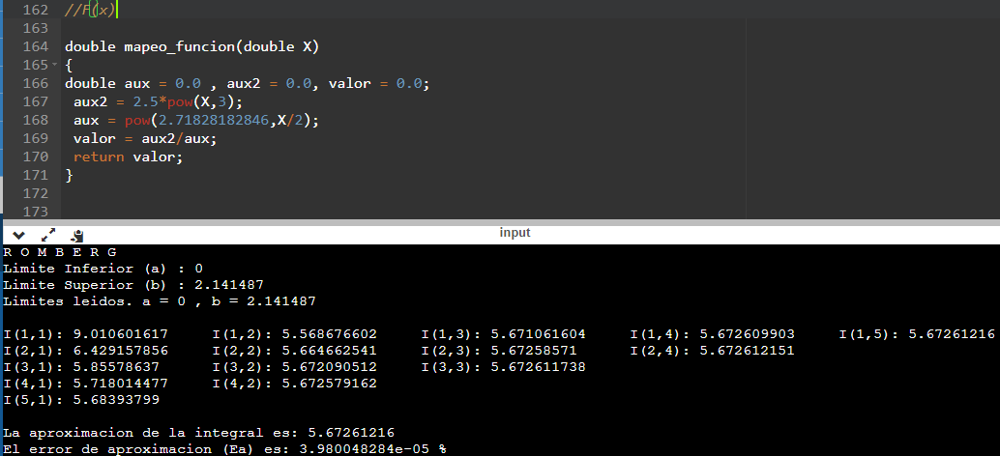 162 //F(x)
163
164 double mapeo_funcion(double X)
165 {
166 double aux = 0.0 , aux2 = 0.0, valor = 0.0;
167 aux2 = 2.5*pow(X,3);
168 aux = pow(2.71828182846,X/2);
169 valor = aux2/aux;
170 return valor;
171 }
172
173
input
R O M B E R G
Limite Inferior (a) : 0
Limite Superior (b) : 2.141487
Limites leidos. a = 0 , b = 2.141487
I(1,1): 9.010601617 I(1,2): 5.568676602 I(1,3): 5.671061604 I(1,4): 5.672609903 I(1,5): 5.67261216
I(2,1): 6.429157856 I(2,2): 5.664662541 I(2,3): 5.67258571 I(2,4): 5.672612151
I(3,1): 5.85578637 I(3,2): 5.672090512 I(3,3): 5.672611738
I(4,1): 5.718014477 I(4,2): 5.672579162
I(5,1): 5.68393799
La aproximacion de la integral es: 5.67261216
El error de aproximacion (Ea) es: 3.980048284e-05 %